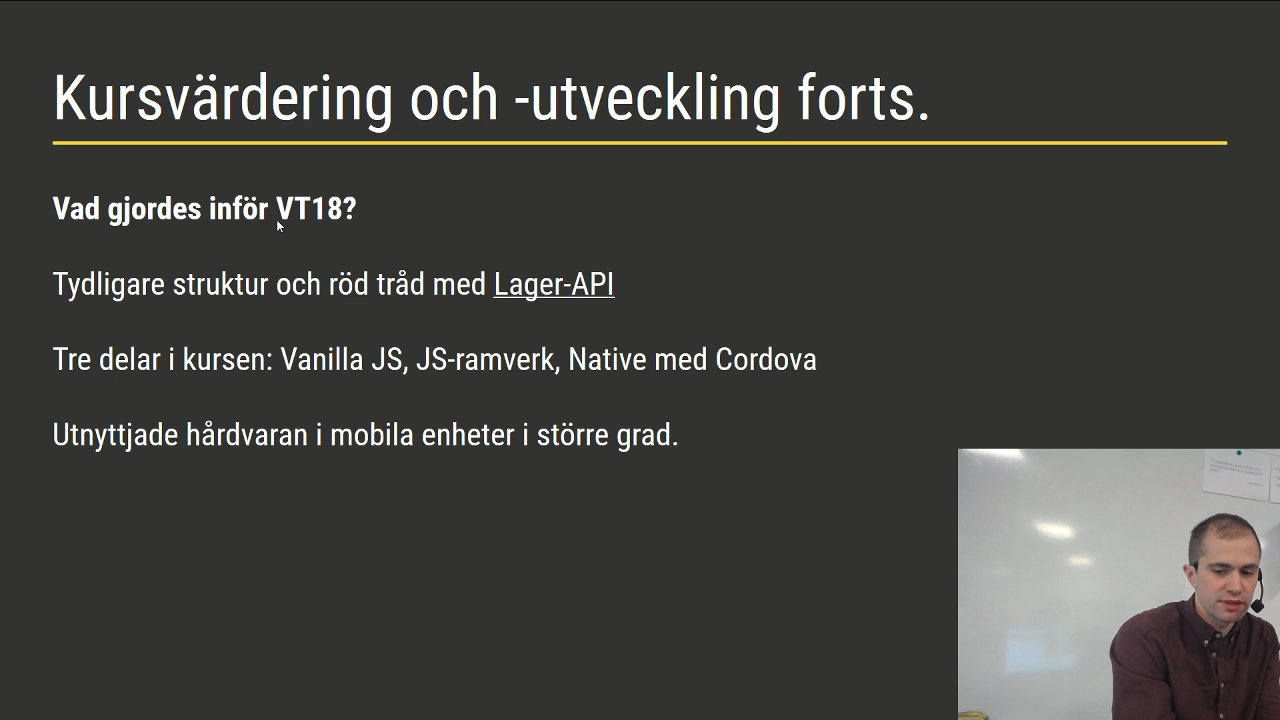 Kursvärdering och -utveckling forts.
Vad gjordes inför VT18?
Tydligare struktur och röd tråd med Lager-API
Tre delar i kursen: Vanilla JS, JS-ramverk, Native med Cordova
Utnyttjade hårdvaran i mobila enheter i större grad.